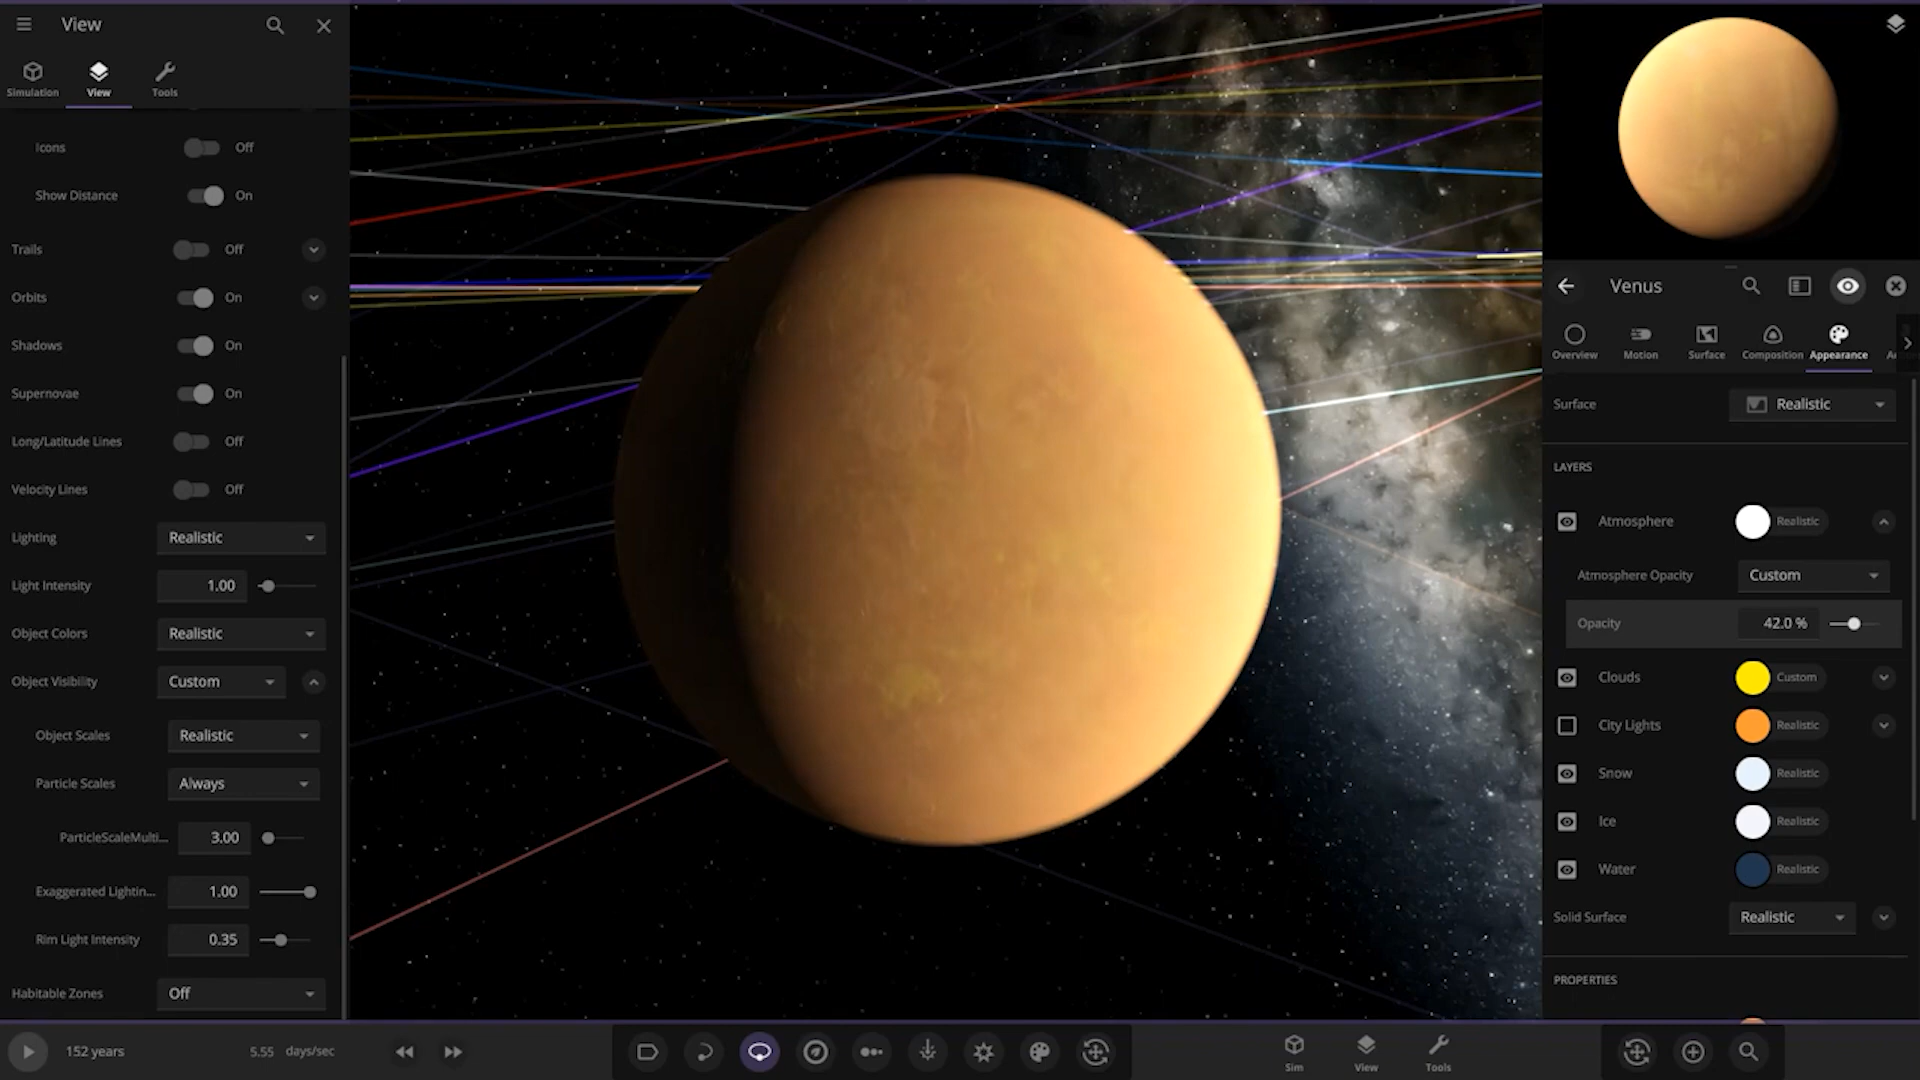 View
Simulation View Tools
Icons Off
Show Distance On
Trails Off
Orbits On
Shadows On
Supernovae On
Long/Latitude Lines Off
Velocity Lines Off
Lighting Realistic
Light Intensity 1.00
Object Colors Realistic
Object Visibility Custom
Object Scales Realistic
Particle Scales Always
ParticleScaleMulti... 3.00
Exaggerated Lightin... 1.00
Rim Light Intensity 0.35
Habitable Zones Off
Venus
Overview Motion Surface Composition Appearance
Surface Realistic
LAYERS
Atmosphere Realistic
Atmosphere Opacity Custom
Opacity 42.0 %
Clouds Custom
City Lights Realistic
Snow Realistic
Ice Realistic
Water Realistic
Solid Surface Realistic
PROPERTIES
152 years 5.55 days/sec
Sim View Tools